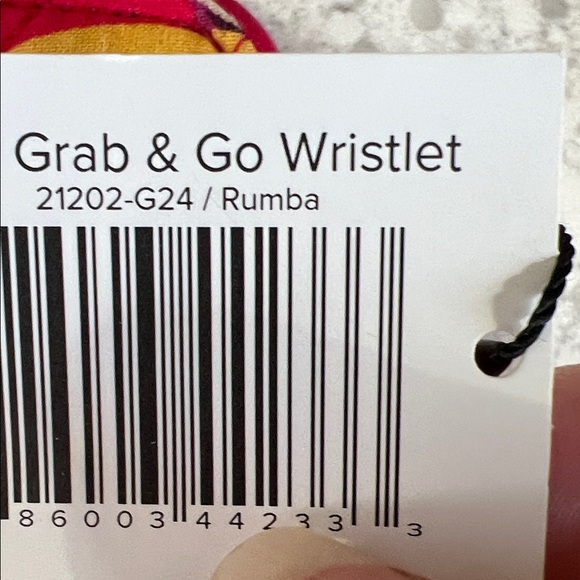 Grab & Go Wristlet
21202-G24 / Rumba
86003 44233 3